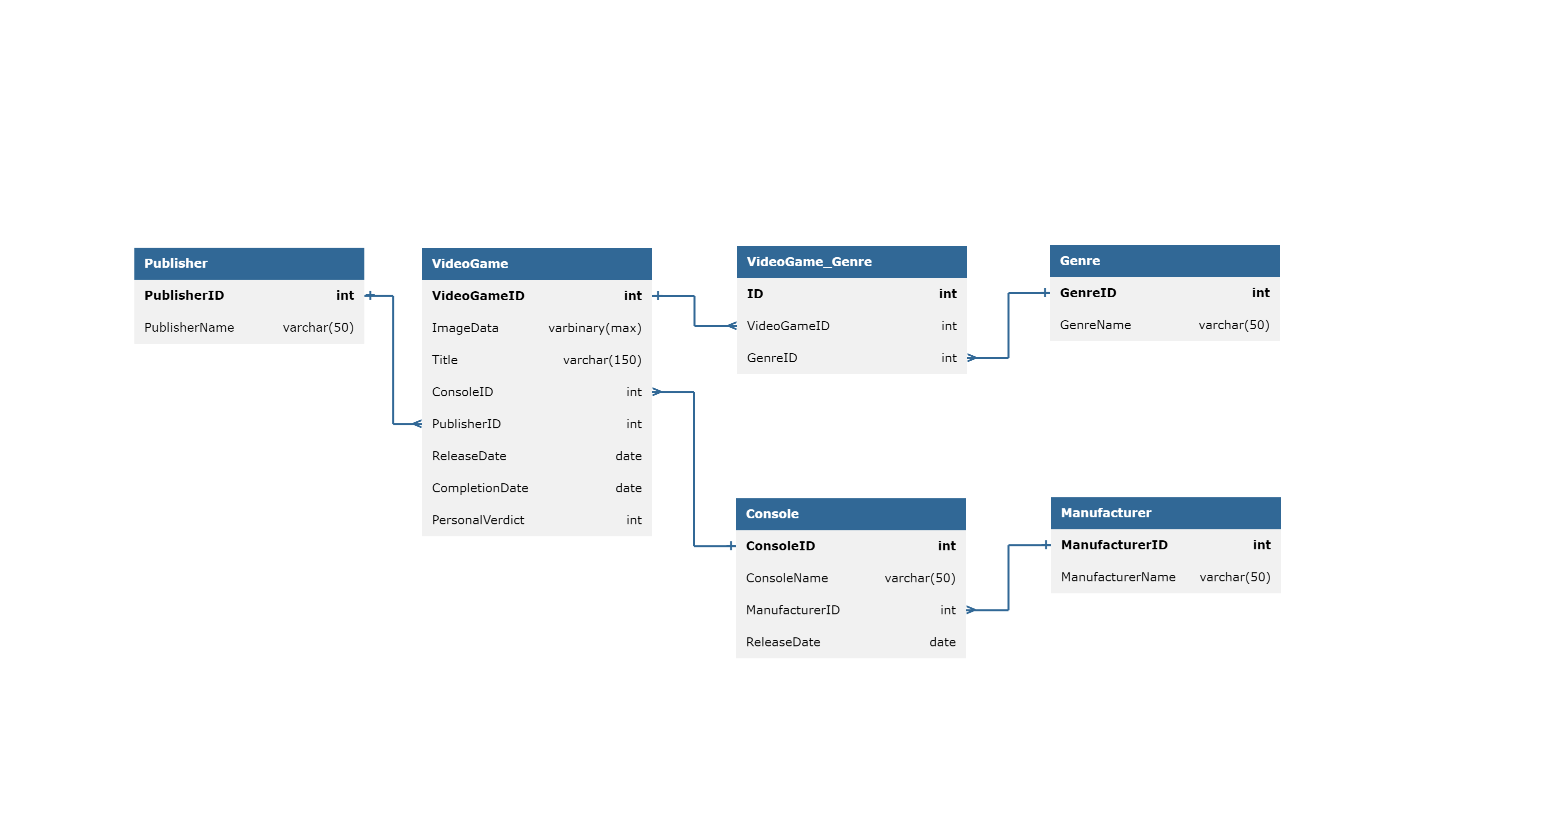 Publisher
PublisherID int
PublisherName varchar(50)
VideoGame
VideoGameID int
ImageData varbinary(max)
Title varchar(150)
ConsoleID int
PublisherID int
ReleaseDate date
CompletionDate date
PersonalVerdict int
VideoGame_Genre
ID int
VideoGameID int
GenreID int
Genre
GenreID int
GenreName varchar(50)
Console
ConsoleID int
ConsoleName varchar(50)
ManufacturerID int
ReleaseDate date
Manufacturer
ManufacturerID int
ManufacturerName varchar(50)